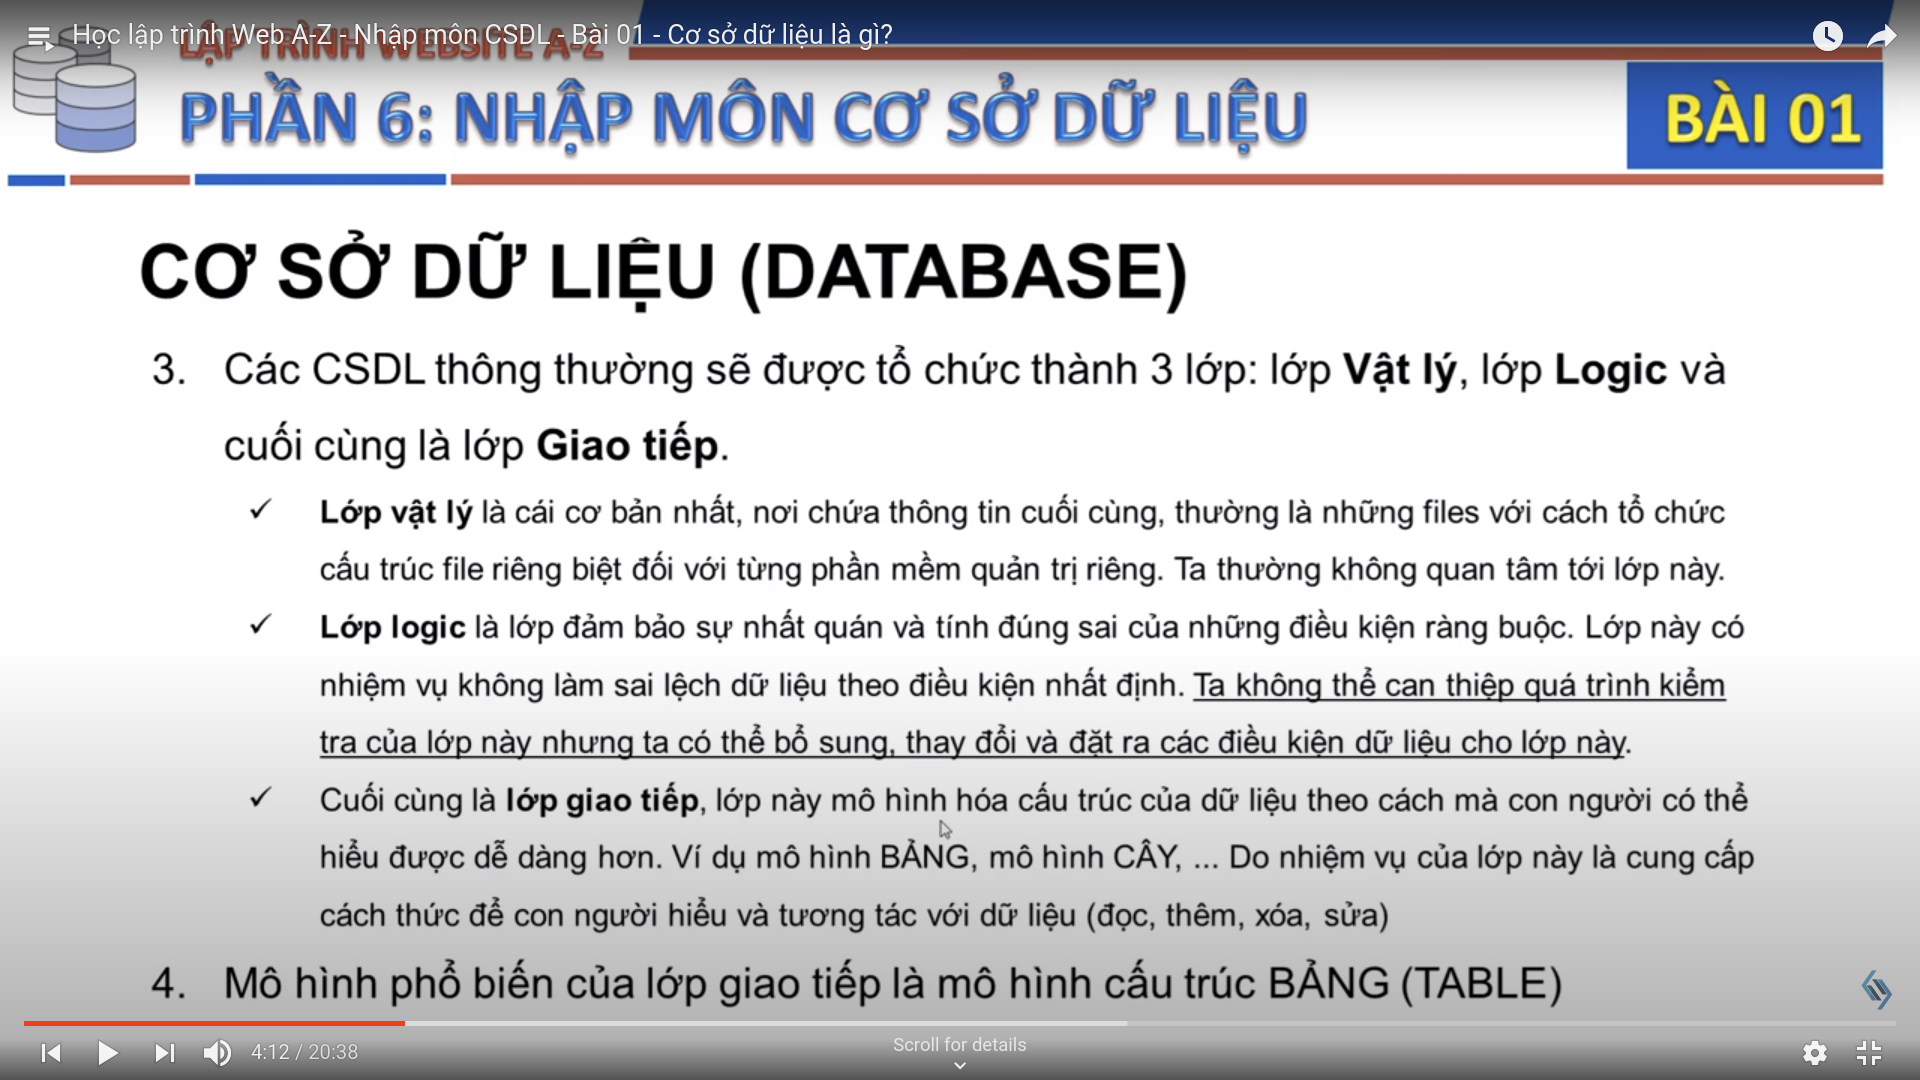 Học lập trình Web A-Z - Nhập môn CSDL - Bài 01 - Cơ sở dữ liệu là gì?
LẬP TRÌNH WEBSITE A-Z
PHẦN 6: NHẬP MÔN CƠ SỞ DỮ LIỆU
BÀI 01
CƠ SỞ DỮ LIỆU (DATABASE)
3. Các CSDL thông thường sẽ được tổ chức thành 3 lớp: lớp Vật lý, lớp Logic và
cuối cùng là lớp Giao tiếp.
✓ Lớp vật lý là cái cơ bản nhất, nơi chứa thông tin cuối cùng, thường là những files với cách tổ chức
cấu trúc file riêng biệt đối với từng phần mềm quản trị riêng. Ta thường không quan tâm tới lớp này.
✓ Lớp logic là lớp đảm bảo sự nhất quán và tính đúng sai của những điều kiện ràng buộc. Lớp này có
nhiệm vụ không làm sai lệch dữ liệu theo điều kiện nhất định. Ta không thể can thiệp quá trình kiểm
tra của lớp này nhưng ta có thể bổ sung, thay đổi và đặt ra các điều kiện dữ liệu cho lớp này.
✓ Cuối cùng là lớp giao tiếp, lớp này mô hình hóa cấu trúc của dữ liệu theo cách mà con người có thể
hiểu được dễ dàng hơn. Ví dụ mô hình BẢNG, mô hình CÂY, ... Do nhiệm vụ của lớp này là cung cấp
cách thức để con người hiểu và tương tác với dữ liệu (đọc, thêm, xóa, sửa)
4. Mô hình phổ biến của lớp giao tiếp là mô hình cấu trúc BẢNG (TABLE)
4:12 / 20:38
Scroll for details